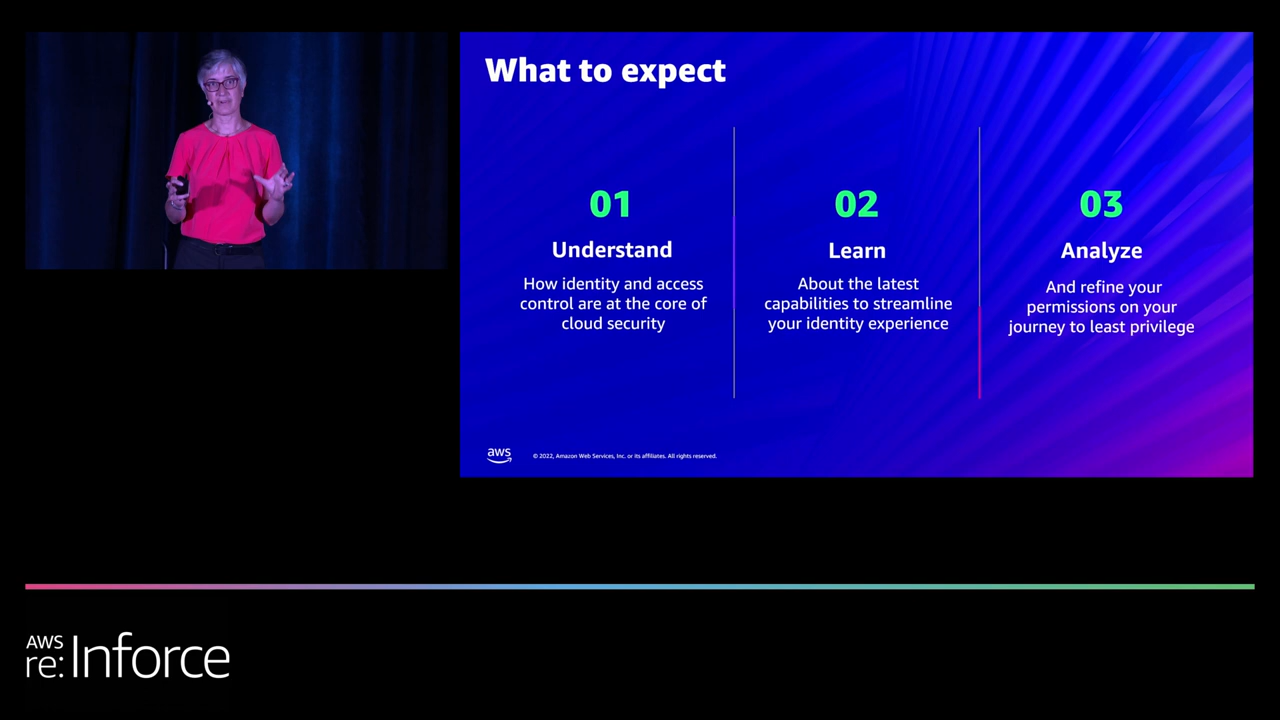 What to expect
01
Understand
How identity and access
control are at the core of
cloud security
02
Learn
About the latest
capabilities to streamline
your identity experience
03
Analyze
And refine your
permissions on your
journey to least privilege
aws
© 2022, Amazon Web Services, Inc. or its affiliates. All rights reserved.
AWS
re:Inforce